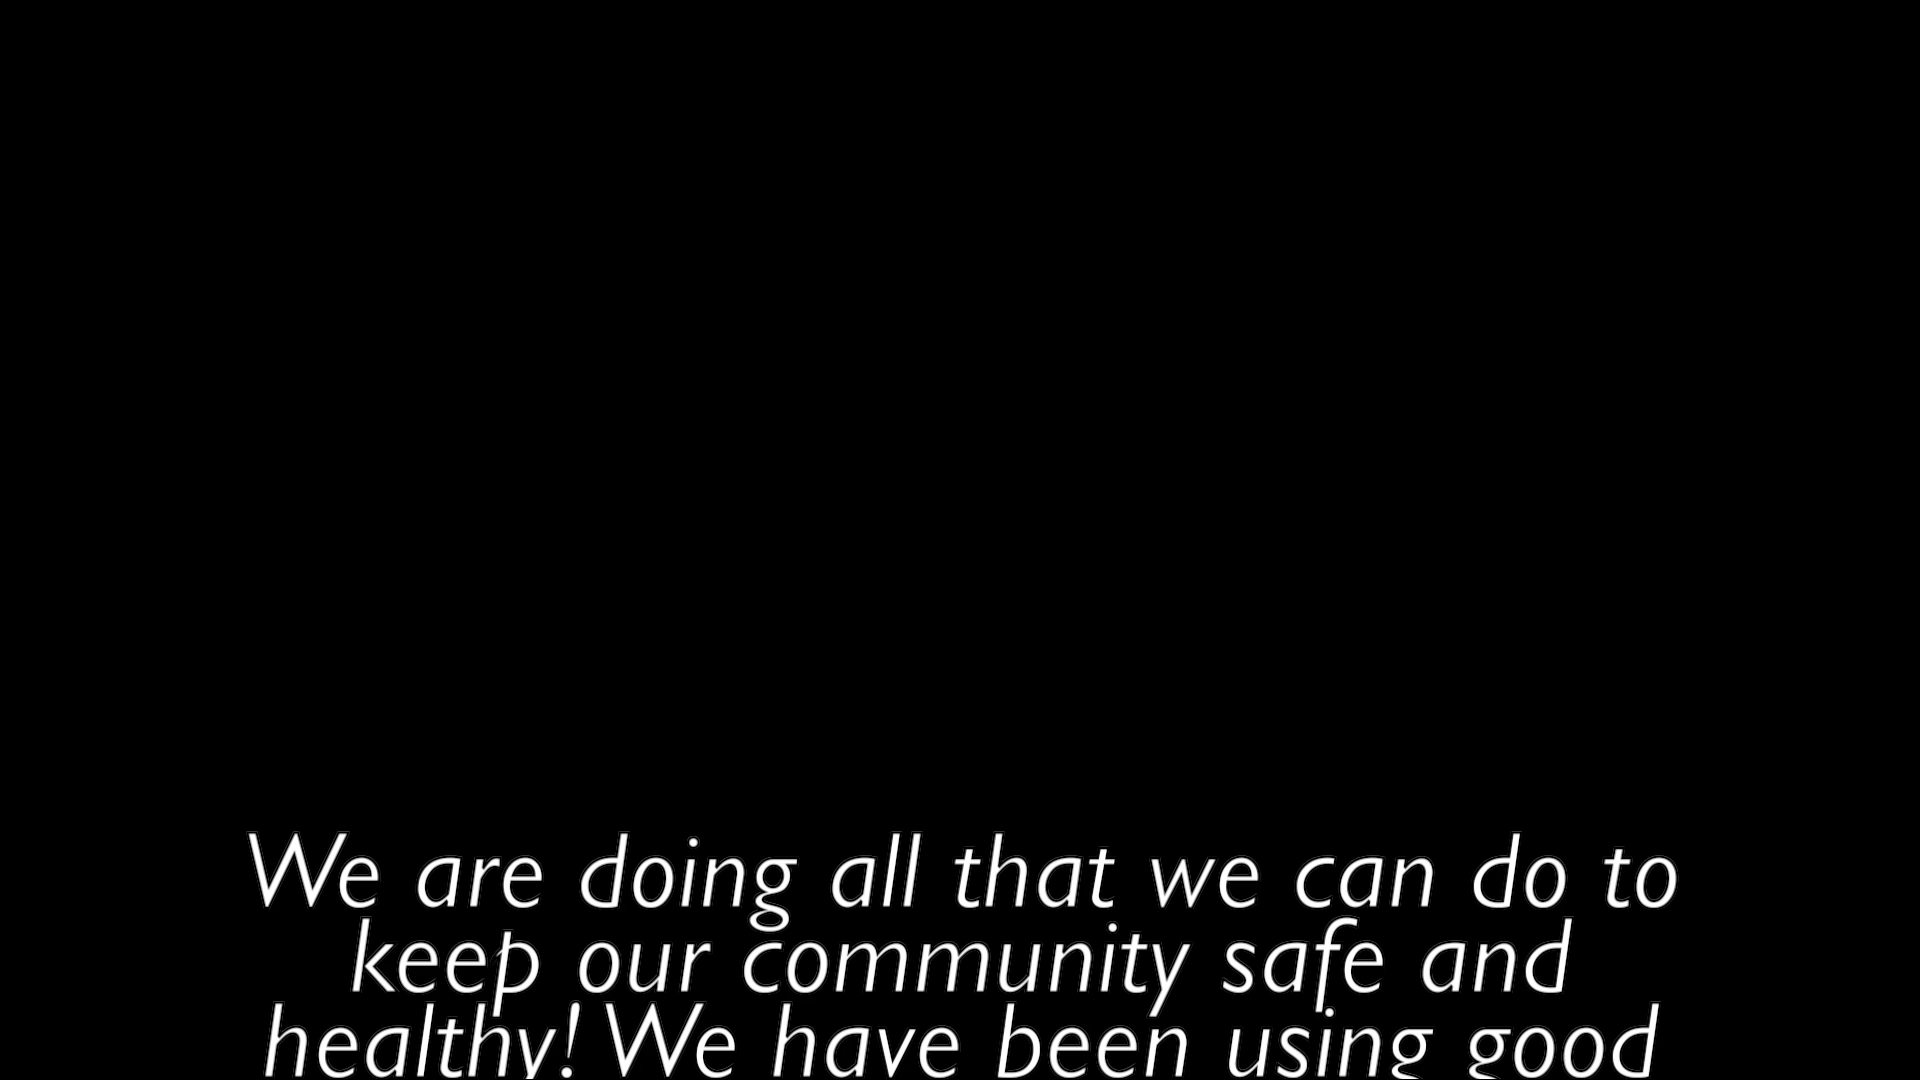 We are doing all that we can do to
keep our community safe and
healthy! We have been using good